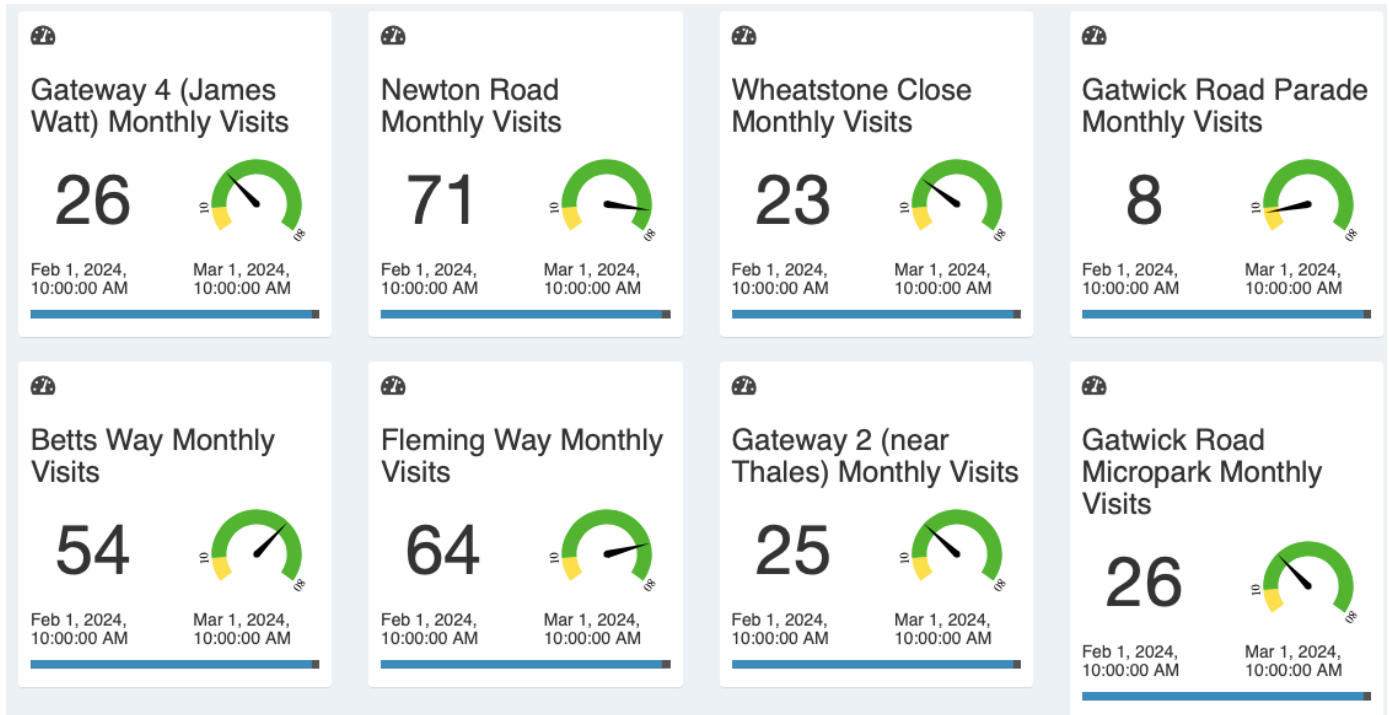 Gateway 4 (James
Watt) Monthly Visits
26
10
80
Feb 1, 2024,
10:00:00 AM
Mar 1, 2024,
10:00:00 AM
Newton Road
Monthly Visits
71
10
80
Feb 1, 2024,
10:00:00 AM
Mar 1, 2024,
10:00:00 AM
Wheatstone Close
Monthly Visits
23
10
80
Feb 1, 2024,
10:00:00 AM
Mar 1, 2024,
10:00:00 AM
Gatwick Road Parade
Monthly Visits
8
10
80
Feb 1, 2024,
10:00:00 AM
Mar 1, 2024,
10:00:00 AM
Betts Way Monthly
Visits
54
10
80
Feb 1, 2024,
10:00:00 AM
Mar 1, 2024,
10:00:00 AM
Fleming Way Monthly
Visits
64
10
80
Feb 1, 2024,
10:00:00 AM
Mar 1, 2024,
10:00:00 AM
Gateway 2 (near
Thales) Monthly Visits
25
10
80
Feb 1, 2024,
10:00:00 AM
Mar 1, 2024,
10:00:00 AM
Gatwick Road
Micropark Monthly
Visits
26
10
80
Feb 1, 2024,
10:00:00 AM
Mar 1, 2024,
10:00:00 AM